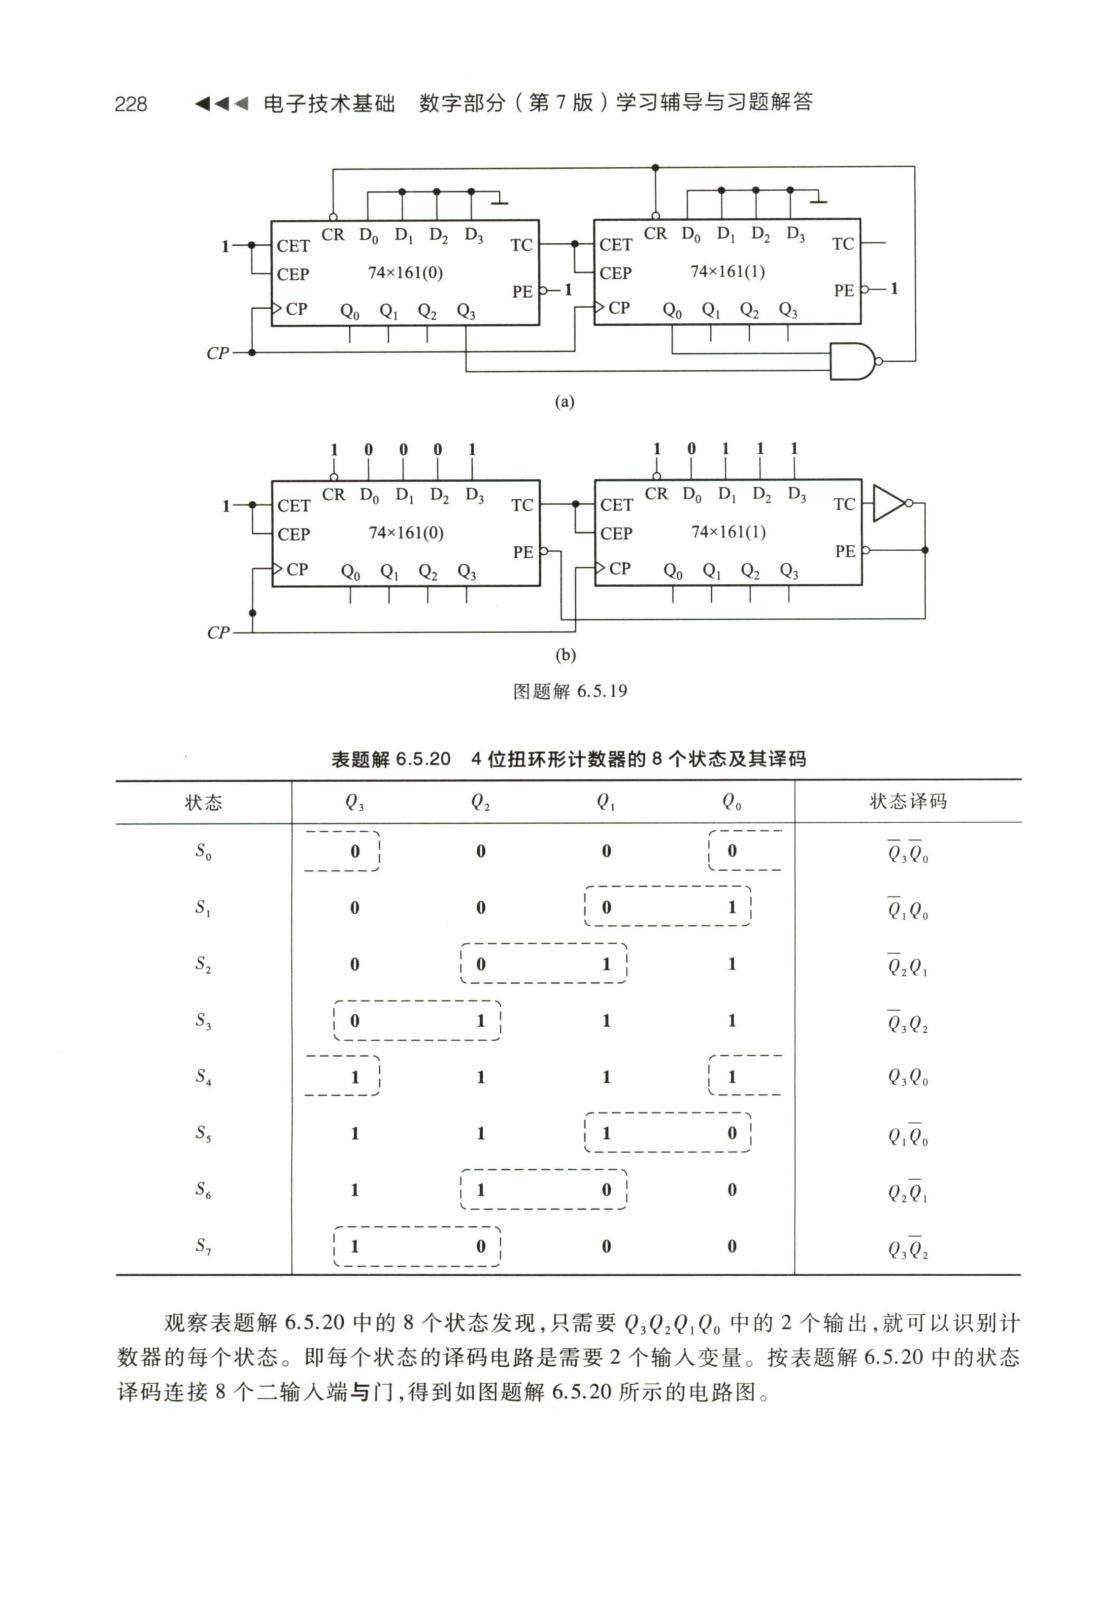 228 ◀◀◀ 电子技术基础 数字部分(第7版)学习辅导与习题解答
1 CET CR D₀ D₁ D₂ D₃ TC CET CR D₀ D₁ D₂ D₃ TC
CEP 74×161(0) CEP 74×161(1)
PE 1 PE 1
CP Q₀ Q₁ Q₂ Q₃ CP Q₀ Q₁ Q₂ Q₃
CP
(a)
1 0 0 0 1 1 0 1 1 1
1 CET CR D₀ D₁ D₂ D₃ TC CET CR D₀ D₁ D₂ D₃ TC
CEP 74×161(0) CEP 74×161(1)
PE PE
CP Q₀ Q₁ Q₂ Q₃ CP Q₀ Q₁ Q₂ Q₃
CP
(b)
图题解 6.5.19
表题解 6.5.20 4位扭环形计数器的8个状态及其译码
状态 Q₃ Q₂ Q₁ Q₀ 状态译码
S₀ 0 0 0 0 Q̅₃Q̅₀
S₁ 0 0 0 1 Q̅₁Q₀
S₂ 0 0 1 1 Q̅₂Q₁
S₃ 0 1 1 1 Q̅₃Q₂
S₄ 1 1 1 1 Q₃Q₀
S₅ 1 1 1 0 Q₁Q̅₀
S₆ 1 1 0 0 Q₂Q̅₁
S₇ 1 0 0 0 Q₃Q̅₂
观察表题解 6.5.20 中的 8 个状态发现,只需要 Q₃Q₂Q₁Q₀ 中的 2 个输出,就可以识别计
数器的每个状态。即每个状态的译码电路是需要 2 个输入变量。按表题解 6.5.20 中的状态
译码连接 8 个二输入端与门,得到如图题解 6.5.20 所示的电路图。